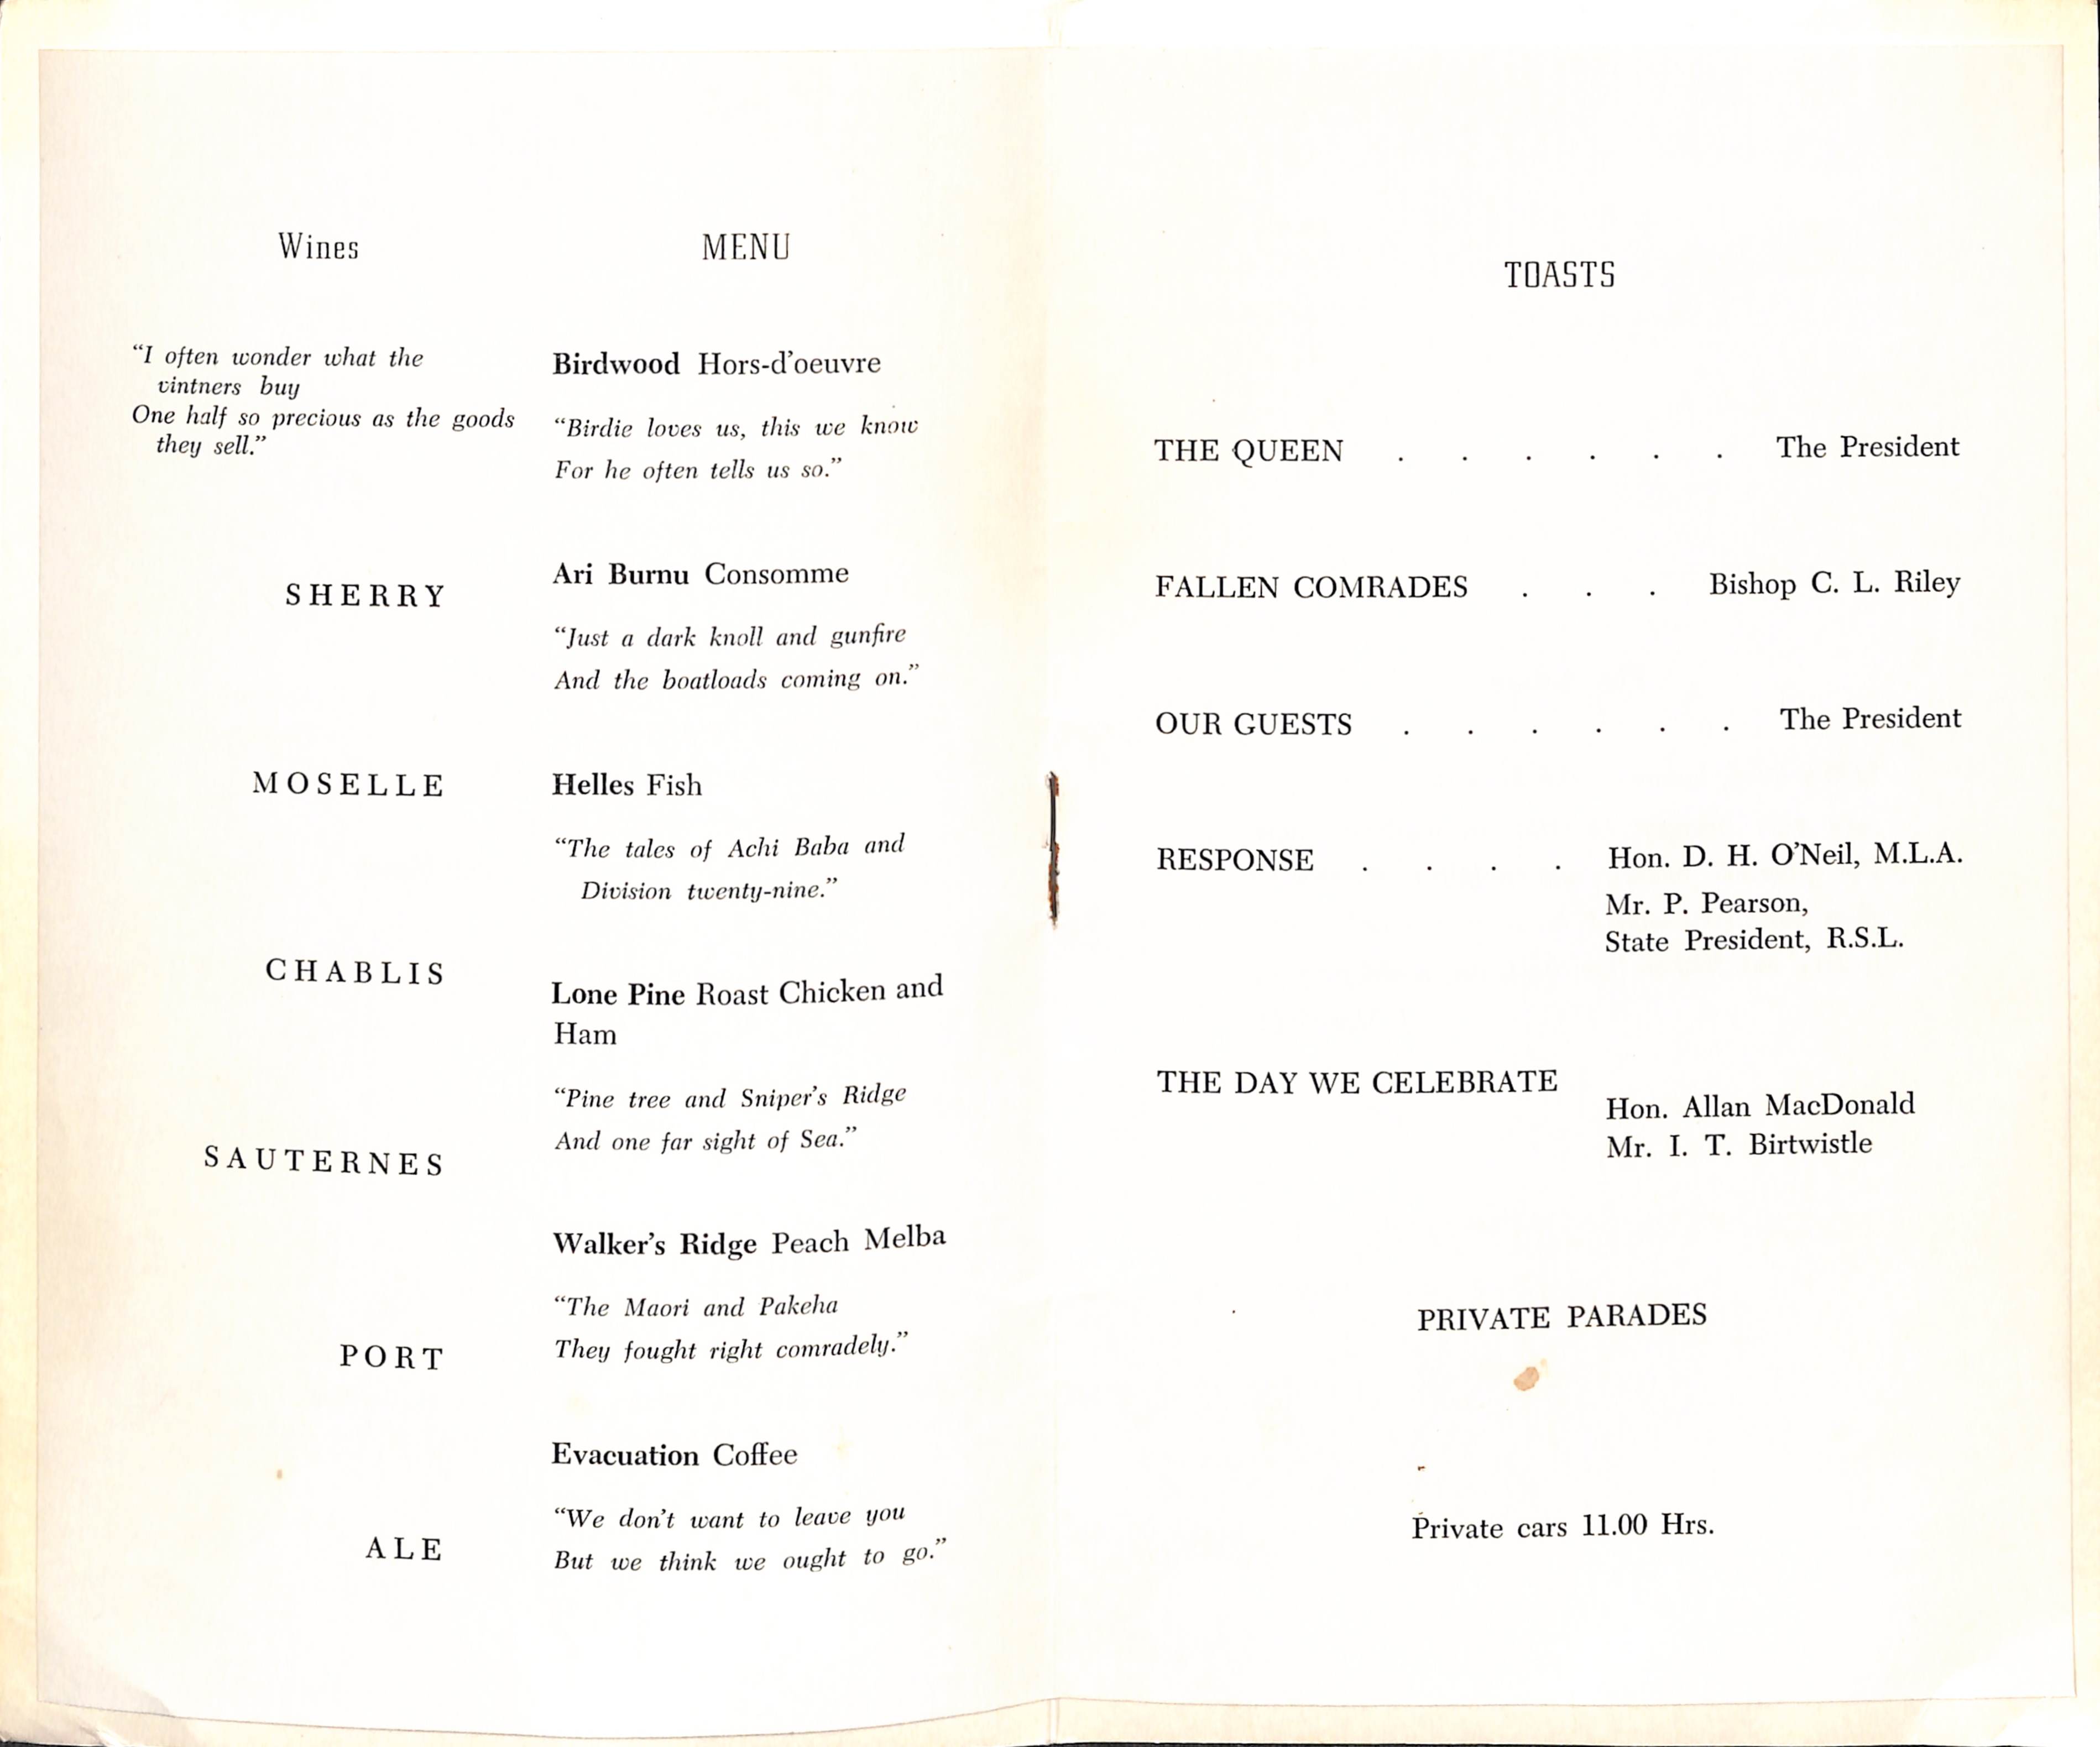 Wines
"I often wonder what the
vintners buy
One half so precious as the goods
they sell."
SHERRY
MOSELLE
CHABLIS
SAUTERNES
PORT
ALE
MENU
Birdwood Hors-d'oeuvre
"Birdie loves us, this we know
For he often tells us so."
Ari Burnu Consomme
"Just a dark knoll and gunfire
And the boatloads coming on."
Helles Fish
"The tales of Achi Baba and
Division twenty-nine."
Lone Pine Roast Chicken and
Ham
"Pine tree and Sniper's Ridge
And one far sight of Sea."
Walker's Ridge Peach Melba
"The Maori and Pakeha
They fought right comradely."
Evacuation Coffee
"We don't want to leave you
But we think we ought to go."
TOASTS
THE QUEEN . . . . . . The President
FALLEN COMRADES . . . Bishop C. L. Riley
OUR GUESTS . . . . . . The President
RESPONSE . . . . Hon. D. H. O'Neil, M.L.A.
Mr. P. Pearson,
State President, R.S.L.
THE DAY WE CELEBRATE
Hon. Allan MacDonald
Mr. I. T. Birtwistle
PRIVATE PARADES
Private cars 11.00 Hrs.